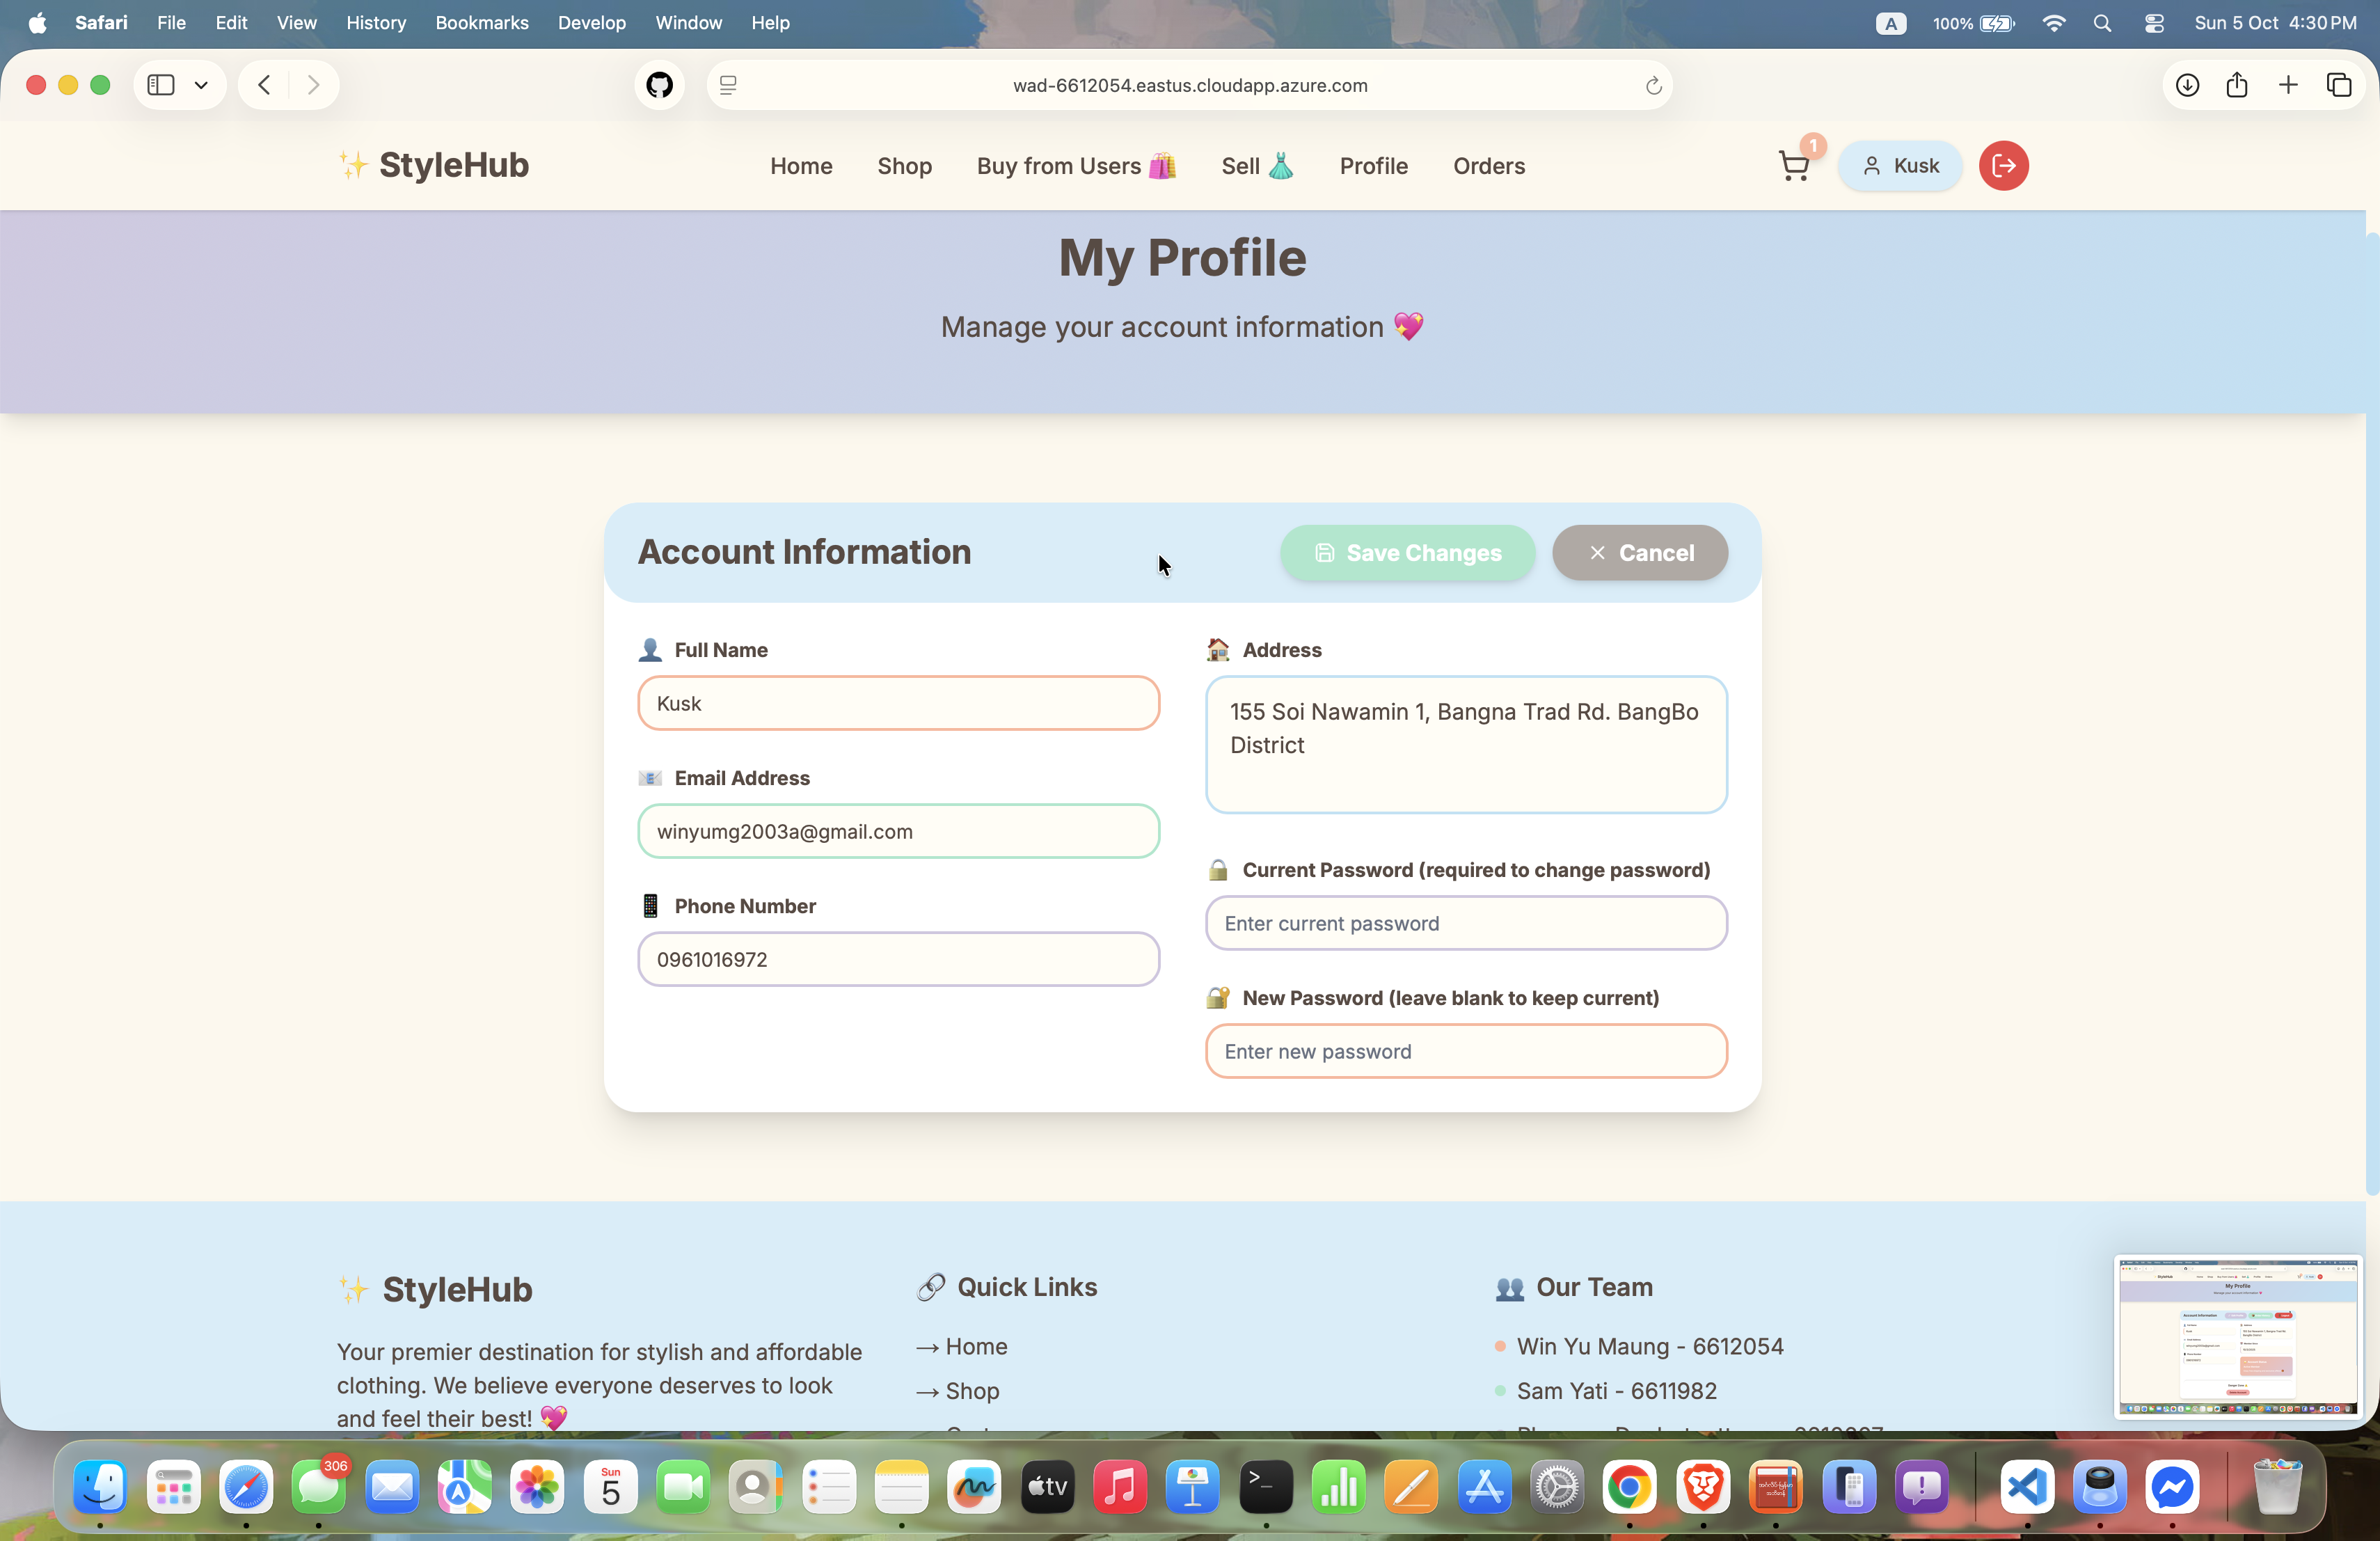 Safari File Edit View History Bookmarks Develop Window Help
A 100% Sun 5 Oct 4:30 PM
wad-6612054.eastus.cloudapp.azure.com
✨ StyleHub
Home Shop Buy from Users 🛍️ Sell 👗 Profile Orders
1
Kusk
My Profile
Manage your account information 💖
Account Information
Save Changes
Cancel
👤 Full Name
Kusk
📧 Email Address
winyumg2003a@gmail.com
📱 Phone Number
0961016972
🏠 Address
155 Soi Nawamin 1, Bangna Trad Rd. BangBo
District
🔒 Current Password (required to change password)
Enter current password
🔐 New Password (leave blank to keep current)
Enter new password
✨ StyleHub
Your premier destination for stylish and affordable
clothing. We believe everyone deserves to look
and feel their best! 💖
🔗 Quick Links
→ Home
→ Shop
👥 Our Team
Win Yu Maung - 6612054
Sam Yati - 6611982
My Profile
306
Sun
5
tv